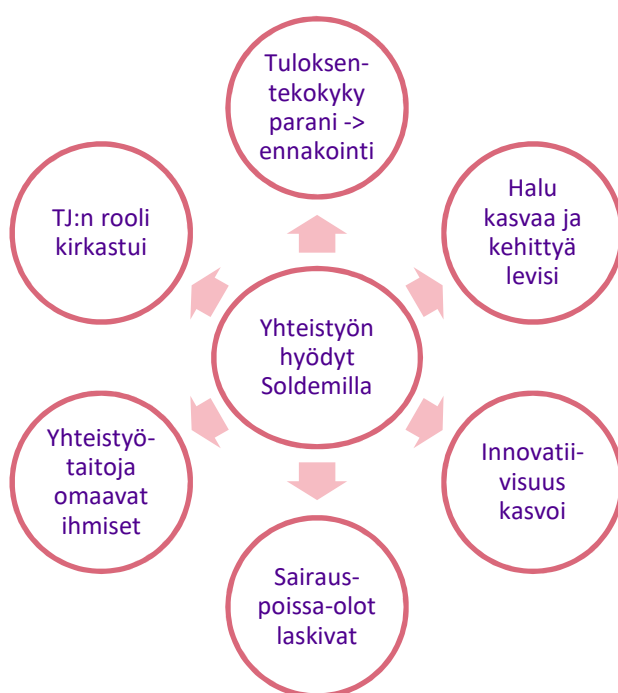 Tuloksen-
tekokyky
parani ->
ennakointi
TJ:n rooli
kirkastui
Halu
kasvaa ja
kehittyä
levisi
Yhteistyön
hyödyt
Soldemilla
Yhteistyö-
taitoja
omaavat
ihmiset
Innovatii-
visuus
kasvoi
Sairaus-
poissa-olot
laskivat